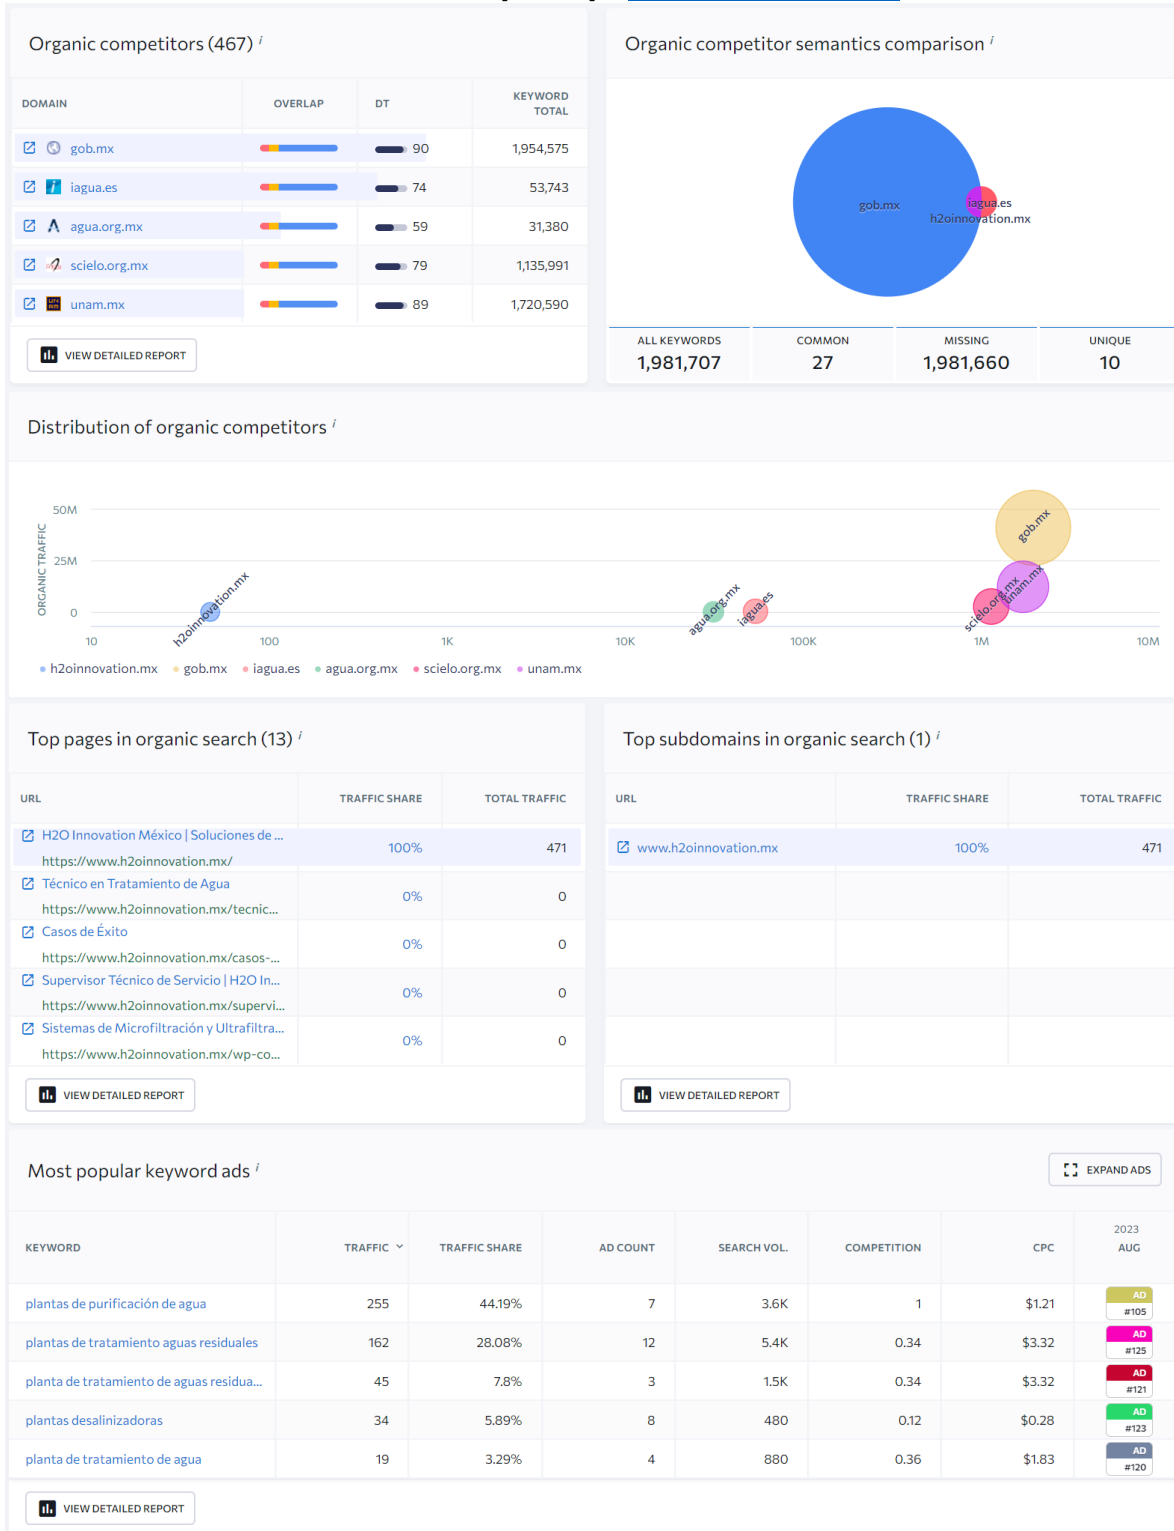 Organic competitors (467) i
DOMAIN OVERLAP DT KEYWORD TOTAL
gob.mx 90 1,954,575
iagua.es 74 53,743
agua.org.mx 59 31,380
scielo.org.mx 79 1,135,991
unam.mx 89 1,720,590
VIEW DETAILED REPORT
Organic competitor semantics comparison i
gob.mx
iagua.es
h2oinnovation.mx
ALL KEYWORDS COMMON MISSING UNIQUE
1,981,707 27 1,981,660 10
Distribution of organic competitors i
ORGANIC TRAFFIC
50M
25M
0
h2oinnovation.mx
agua.org.mx
iagua.es
scielo.org.mx
unam.mx
gob.mx
10 100 1K 10K 100K 1M 10M
h2oinnovation.mx gob.mx iagua.es agua.org.mx scielo.org.mx unam.mx
Top pages in organic search (13) i
URL TRAFFIC SHARE TOTAL TRAFFIC
H2O Innovation México | Soluciones de ...
https://www.h2oinnovation.mx/
100% 471
Técnico en Tratamiento de Agua
https://www.h2oinnovation.mx/tecnic...
0% 0
Casos de Éxito
https://www.h2oinnovation.mx/casos-...
0% 0
Supervisor Técnico de Servicio | H2O In...
https://www.h2oinnovation.mx/supervi...
0% 0
Sistemas de Microfiltración y Ultrafiltra...
https://www.h2oinnovation.mx/wp-co...
0% 0
VIEW DETAILED REPORT
Top subdomains in organic search (1) i
URL TRAFFIC SHARE TOTAL TRAFFIC
www.h2oinnovation.mx 100% 471
VIEW DETAILED REPORT
Most popular keyword ads i
EXPAND ADS
KEYWORD TRAFFIC TRAFFIC SHARE AD COUNT SEARCH VOL. COMPETITION CPC 2023 AUG
plantas de purificación de agua 255 44.19% 7 3.6K 1 $1.21 AD #105
plantas de tratamiento aguas residuales 162 28.08% 12 5.4K 0.34 $3.32 AD #125
planta de tratamiento de aguas residua... 45 7.8% 3 1.5K 0.34 $3.32 AD #121
plantas desalinizadoras 34 5.89% 8 480 0.12 $0.28 AD #123
planta de tratamiento de agua 19 3.29% 4 880 0.36 $1.83 AD #120
VIEW DETAILED REPORT